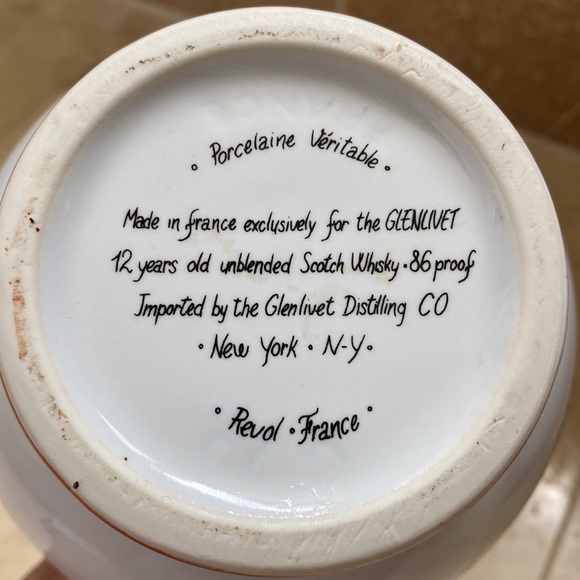 Porcelaine Véritable
Made in france exclusively for the GLENLIVET
12 years old unblended Scotch Whisky • 86 proof
Imported by the Glenlivet Distilling CO
• New York • N-Y •
Revol • France